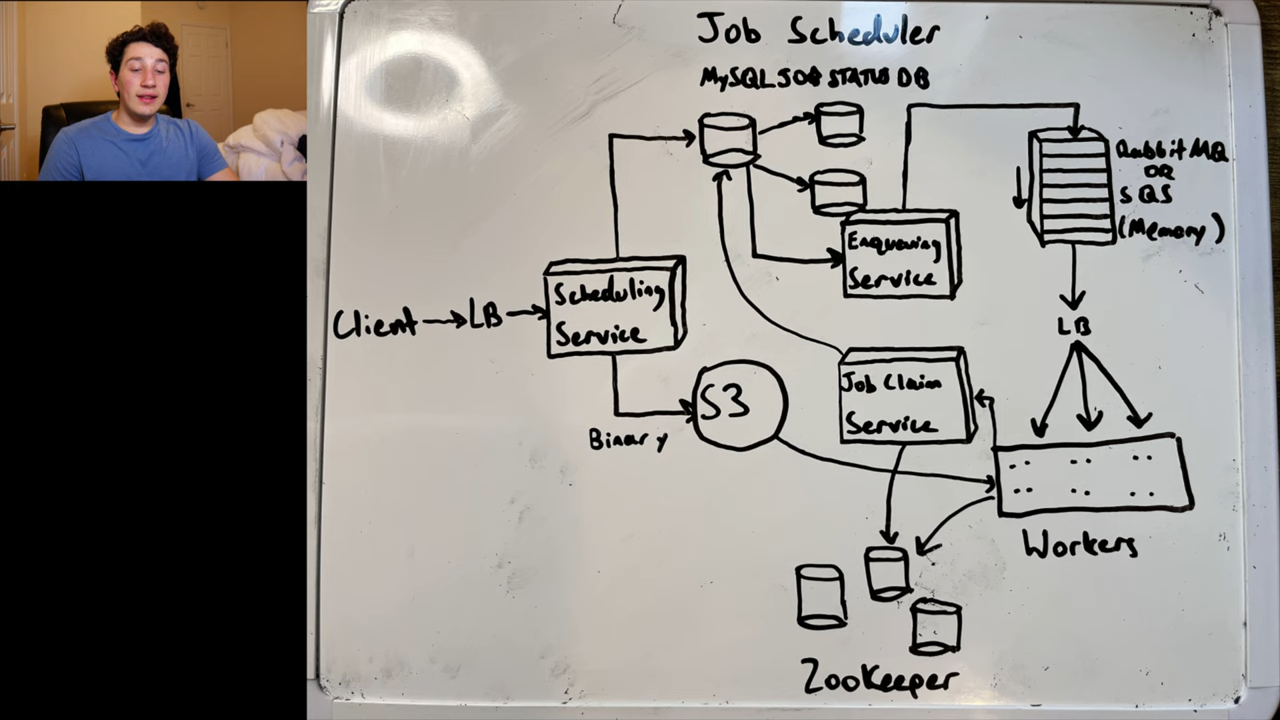 Job Scheduler
MySQL JOB STATUS DB
RabbitMQ
OR
SQS
(Memory)
Enqueuing
Service
Scheduling
Service
Client
LB
LB
Job Claim
Service
S3
Binary
Workers
ZooKeeper